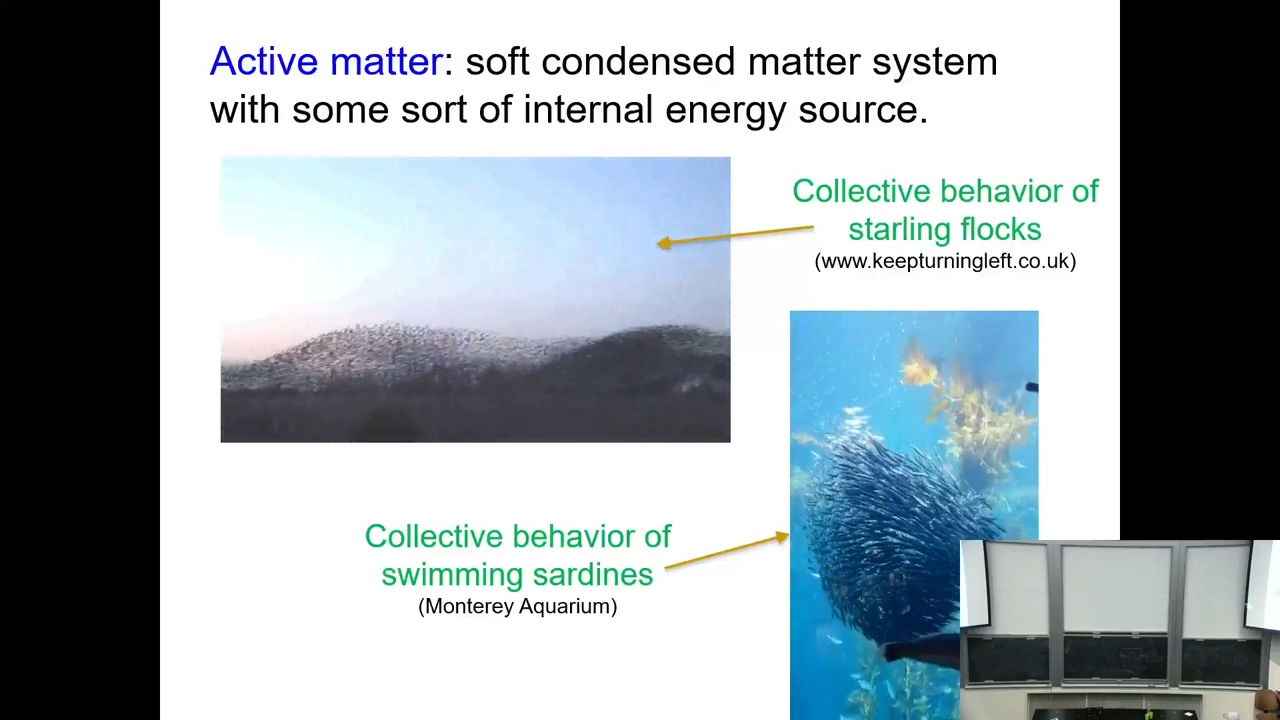 Active matter: soft condensed matter system
with some sort of internal energy source.
Collective behavior of
starling flocks
(www.keepturningleft.co.uk)
Collective behavior of
swimming sardines
(Monterey Aquarium)